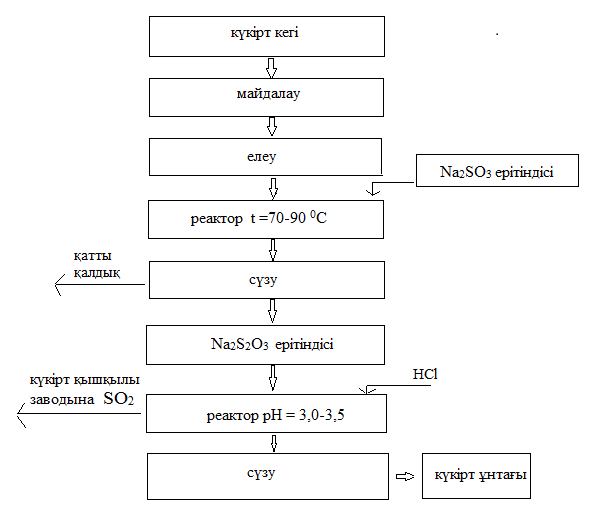 күкірт кегі
майдалау
елеу
Na2SO3 ерітіндісі
реактор t =70-90 ⁰C
қатты
қалдық
сүзу
Na2S2O3 ерітіндісі
HCl
күкірт қышқылы
заводына SO2
реактор pH = 3,0-3,5
сүзу
күкірт ұнтағы